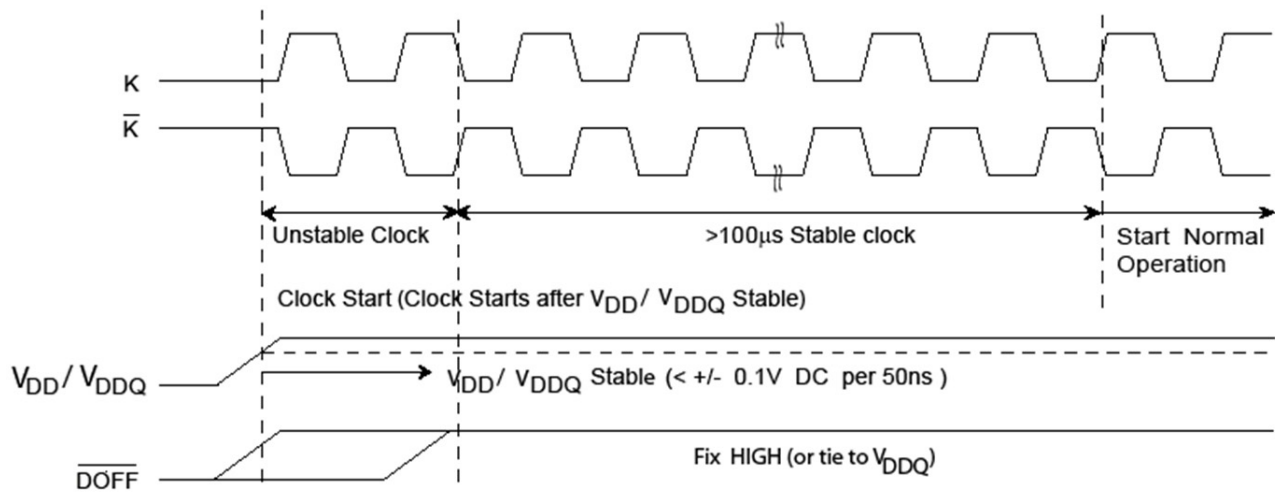 K
K̅
Unstable Clock
>100μs Stable clock
Start Normal
Operation
Clock Start (Clock Starts after VDD/ VDDQ Stable)
VDD/ VDDQ
VDD/ VDDQ Stable (< +/- 0.1V DC per 50ns )
D̅O̅F̅F̅
Fix HIGH (or tie to VDDQ)